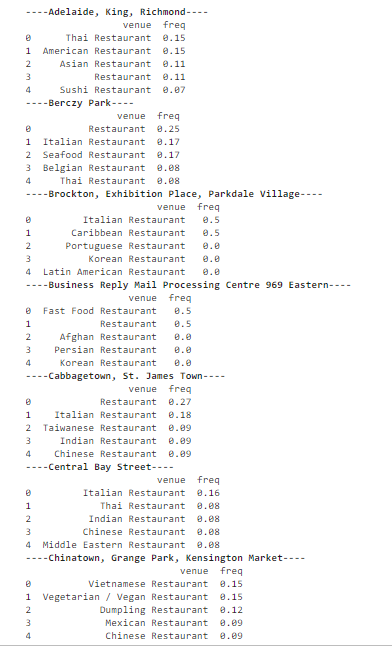 ----Adelaide, King, Richmond----
venue freq
0 Thai Restaurant 0.15
1 American Restaurant 0.15
2 Asian Restaurant 0.11
3 Restaurant 0.11
4 Sushi Restaurant 0.07
----Berczy Park----
venue freq
0 Restaurant 0.25
1 Italian Restaurant 0.17
2 Seafood Restaurant 0.17
3 Belgian Restaurant 0.08
4 Thai Restaurant 0.08
----Brockton, Exhibition Place, Parkdale Village----
venue freq
0 Italian Restaurant 0.5
1 Caribbean Restaurant 0.5
2 Portuguese Restaurant 0.0
3 Korean Restaurant 0.0
4 Latin American Restaurant 0.0
----Business Reply Mail Processing Centre 969 Eastern----
venue freq
0 Fast Food Restaurant 0.5
1 Restaurant 0.5
2 Afghan Restaurant 0.0
3 Persian Restaurant 0.0
4 Korean Restaurant 0.0
----Cabbagetown, St. James Town----
venue freq
0 Restaurant 0.27
1 Italian Restaurant 0.18
2 Taiwanese Restaurant 0.09
3 Indian Restaurant 0.09
4 Chinese Restaurant 0.09
----Central Bay Street----
venue freq
0 Italian Restaurant 0.16
1 Thai Restaurant 0.08
2 Indian Restaurant 0.08
3 Chinese Restaurant 0.08
4 Middle Eastern Restaurant 0.08
----Chinatown, Grange Park, Kensington Market----
venue freq
0 Vietnamese Restaurant 0.15
1 Vegetarian / Vegan Restaurant 0.15
2 Dumpling Restaurant 0.12
3 Mexican Restaurant 0.09
4 Chinese Restaurant 0.09